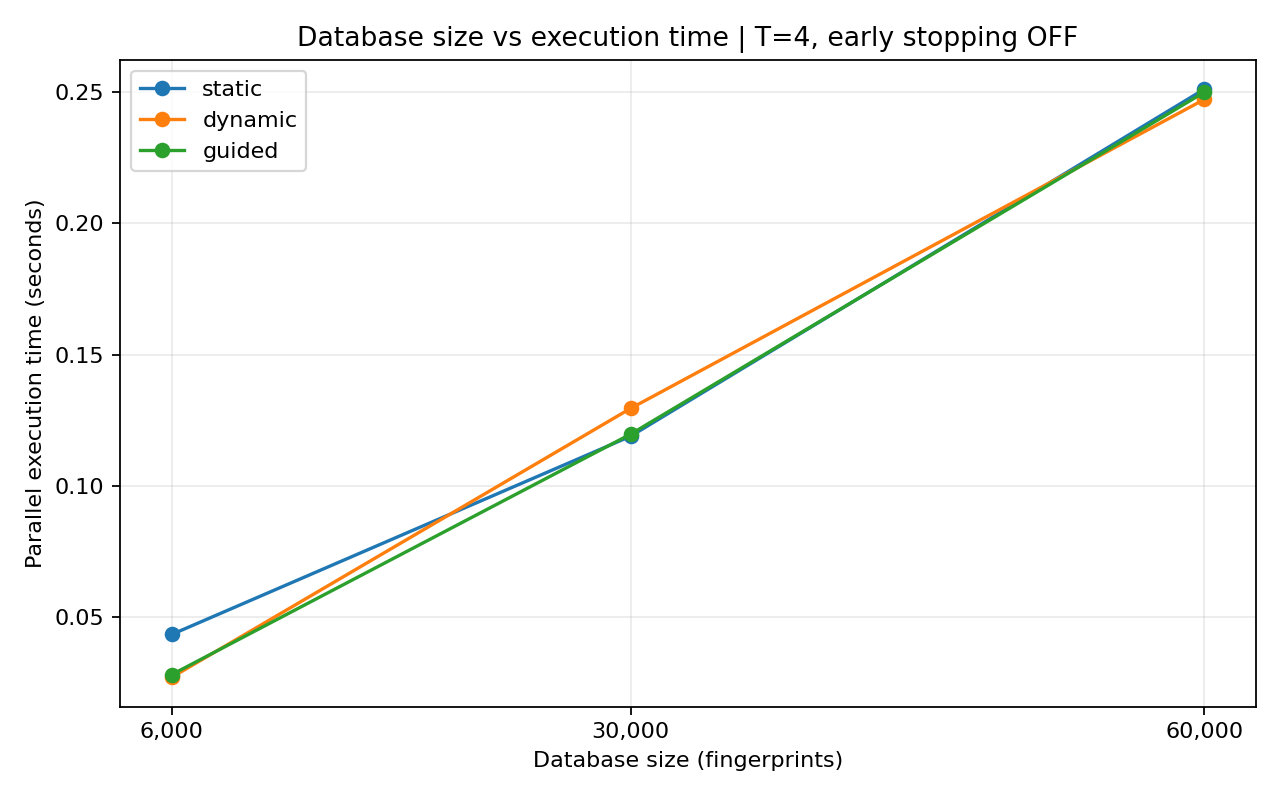 Database size vs execution time | T=4, early stopping OFF
static
dynamic
guided
Parallel execution time (seconds)
0.25
0.20
0.15
0.10
0.05
6,000 30,000 60,000
Database size (fingerprints)